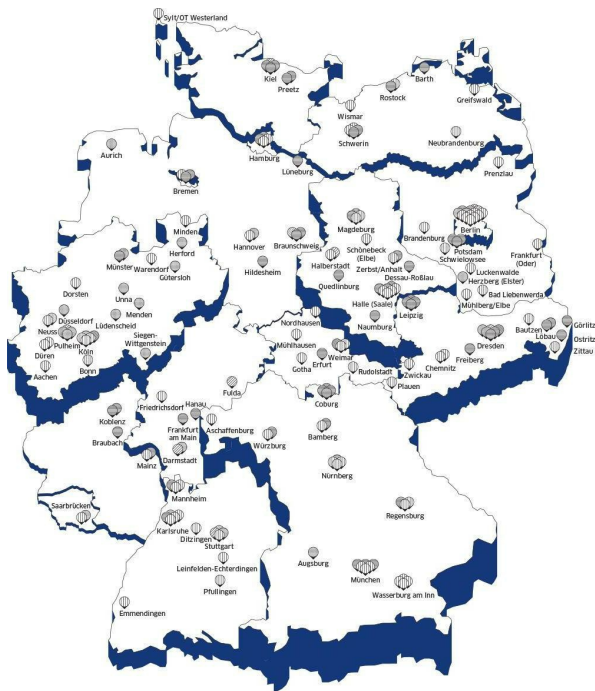 Sylt/OT Westerland
Kiel
Preetz
Barth
Rostock
Greifswald
Wismar
Schwerin
Neubrandenburg
Hamburg
Aurich
Lüneburg
Prenzlau
Bremen
Minden
Hannover
Braunschweig
Magdeburg
Brandenburg
Berlin
Herford
Schönebeck
(Elbe)
Potsdam
Schwielowsee
Frankfurt
(Oder)
Münster
Warendorf
Gütersloh
Hildesheim
Halberstadt
Zerbst/Anhalt
Dessau-Roßlau
Luckenwalde
Herzberg (Elster)
Quedlinburg
Dorsten
Unna
Menden
Halle (Saale)
Leipzig
Bad Liebenwerda
Mühlberg/Elbe
Düsseldorf
Lüdenscheid
Nordhausen
Naumburg
Bautzen
Görlitz
Neuss
Pulheim
Köln
Siegen-
Wittgenstein
Mühlhausen
Weimar
Dresden
Löbau
Ostritz
Zittau
Düren
Aachen
Bonn
Gotha
Erfurt
Rudolstadt
Zwickau
Chemnitz
Freiberg
Plauen
Fulda
Friedrichsdorf
Hanau
Coburg
Koblenz
Braubach
Frankfurt
am Main
Aschaffenburg
Würzburg
Bamberg
Mainz
Darmstadt
Nürnberg
Mannheim
Saarbrücken
Karlsruhe
Ditzingen
Stuttgart
Regensburg
Leinfelden-Echterdingen
Augsburg
München
Pfullingen
Wasserburg am Inn
Emmendingen